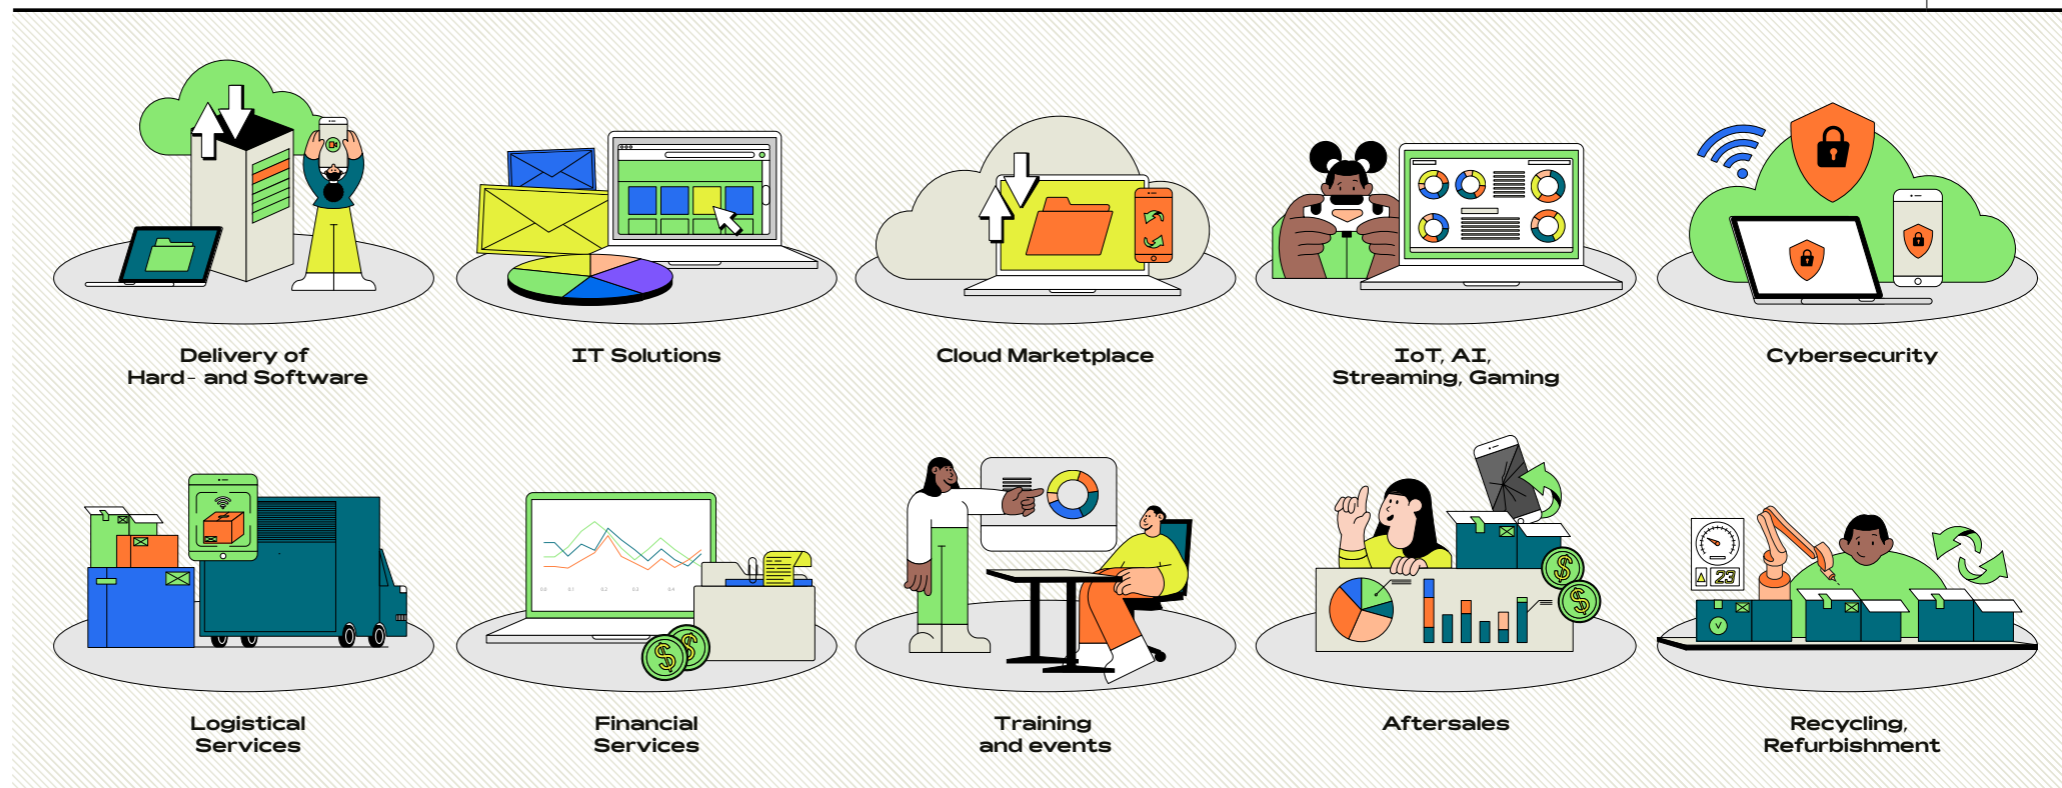 Delivery of
Hard- and Software
IT Solutions
Cloud Marketplace
IoT, AI,
Streaming, Gaming
Cybersecurity
23
Logistical
Services
Financial
Services
Training
and events
Aftersales
Recycling,
Refurbishment